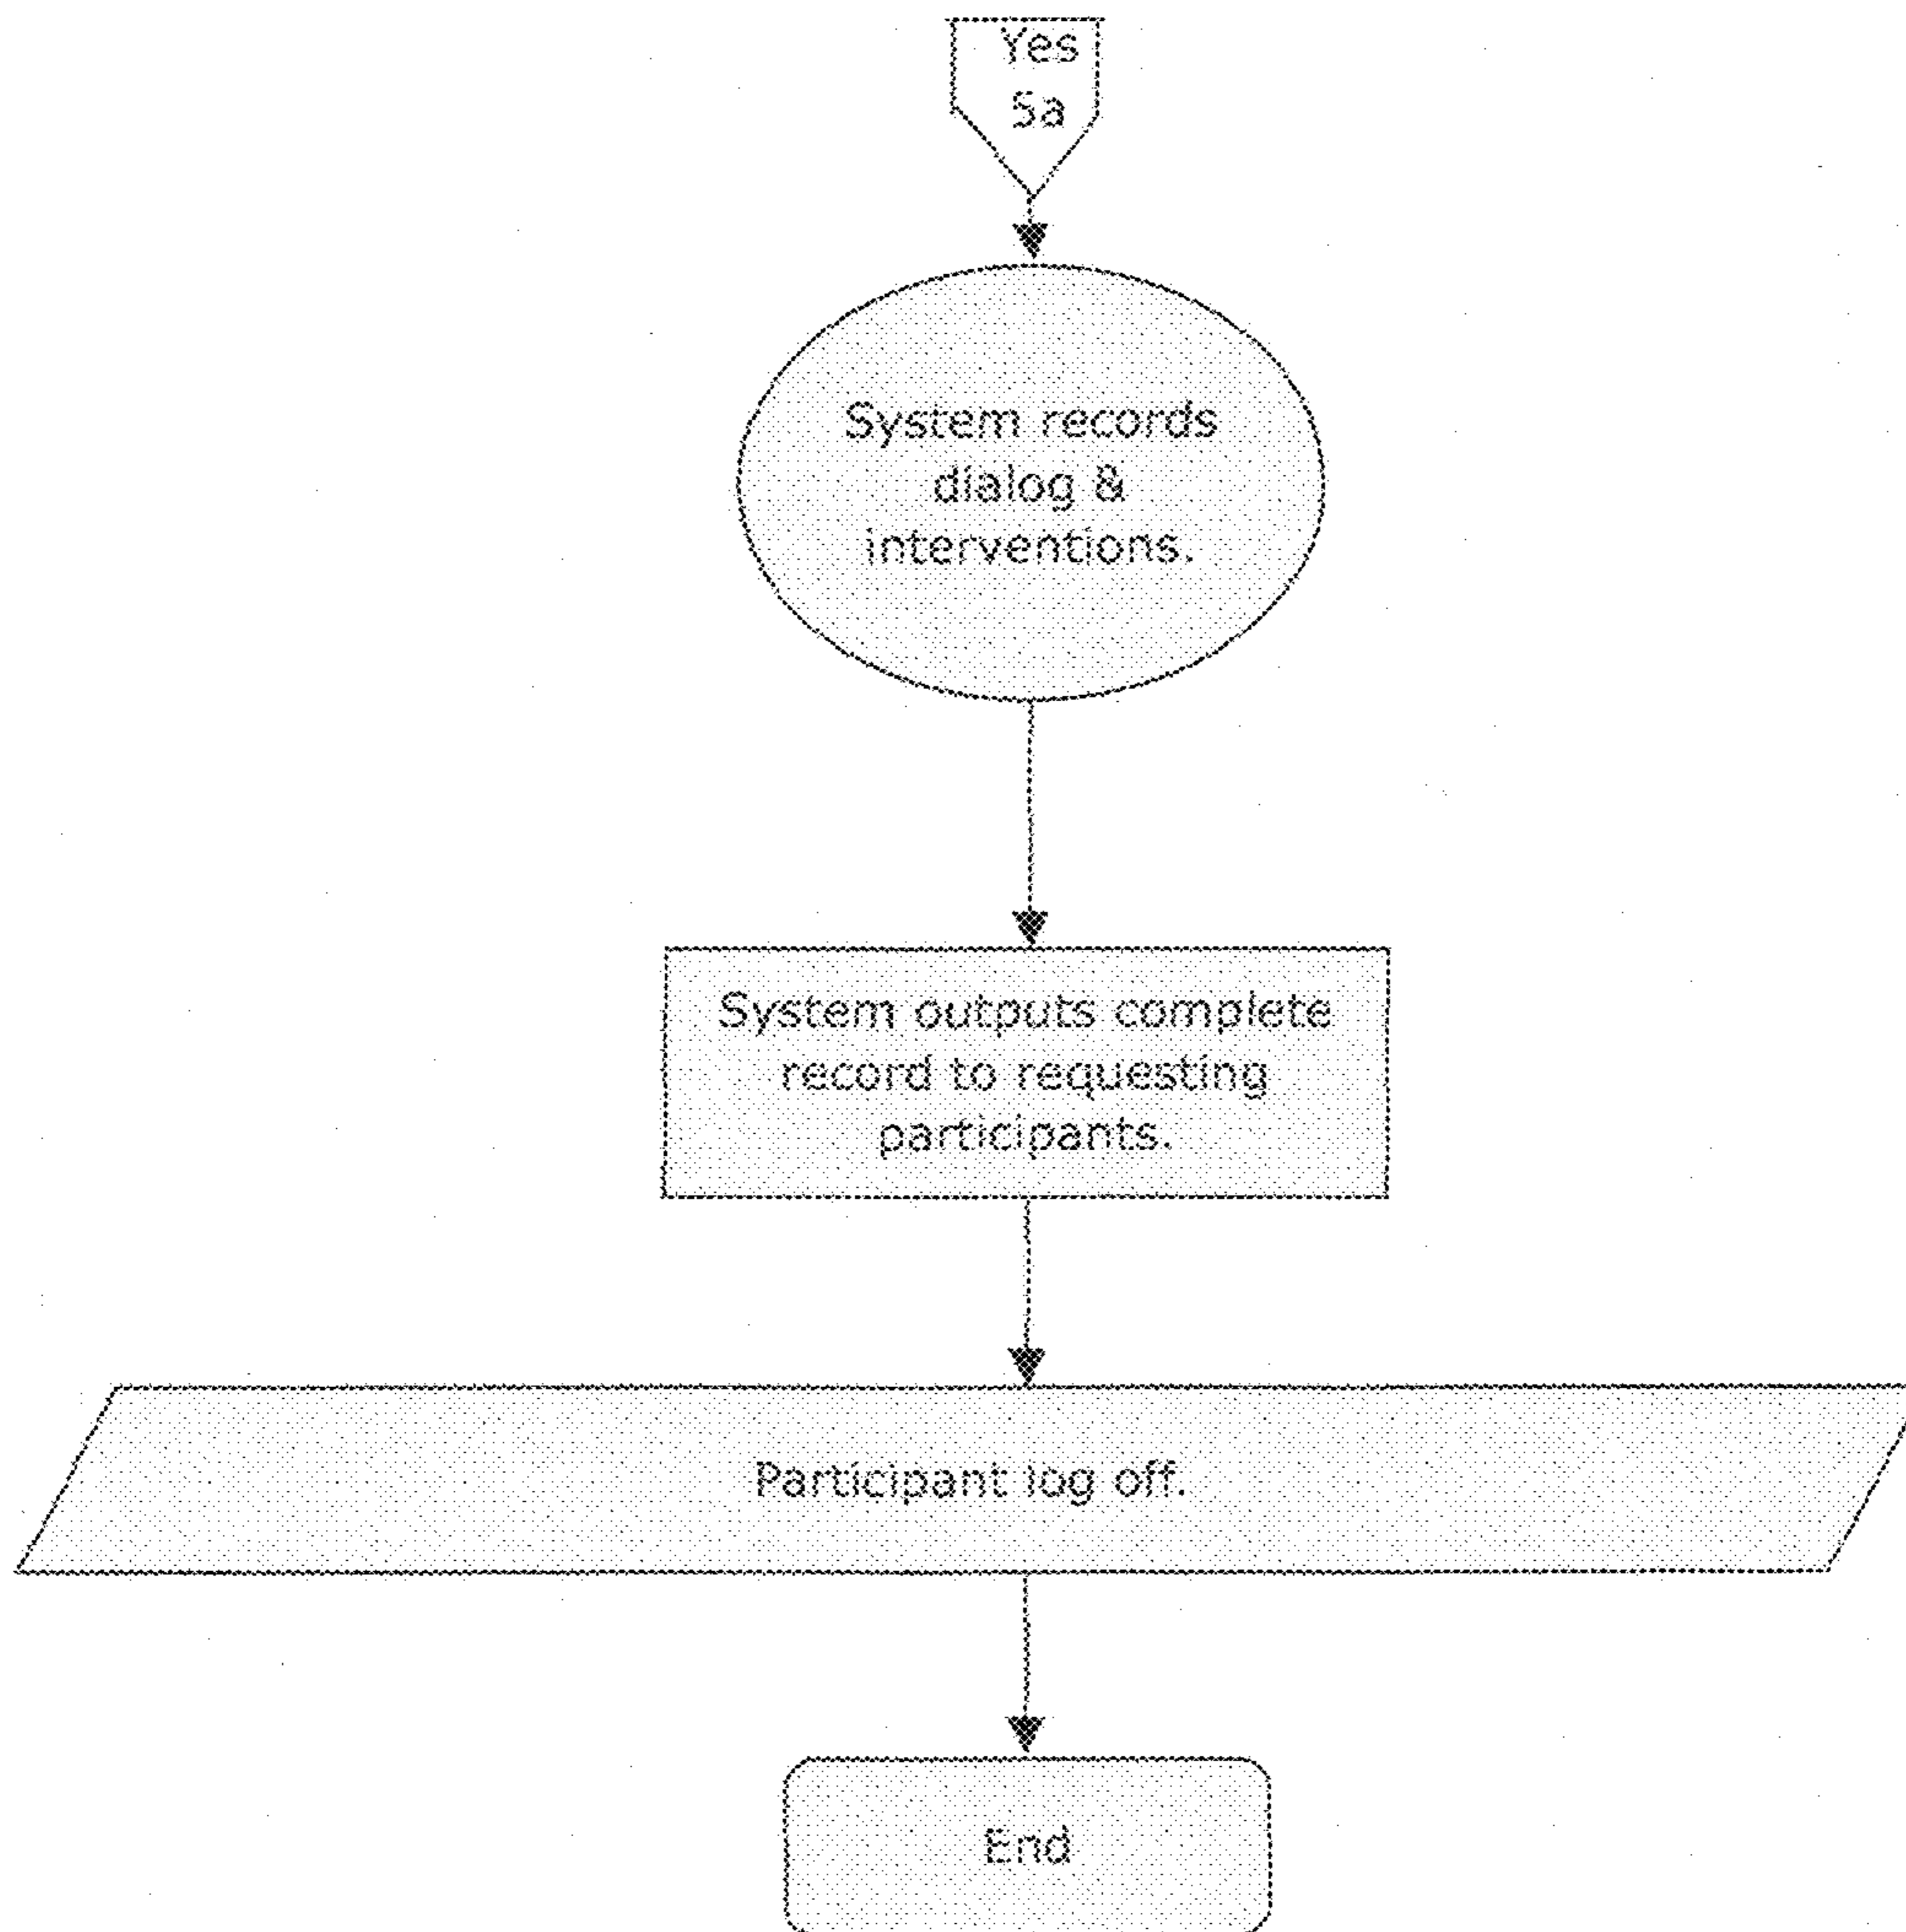 Yes
5a
System records
dialog &
interventions.
System outputs complete
record to requesting
participants.
Participant log off.
End